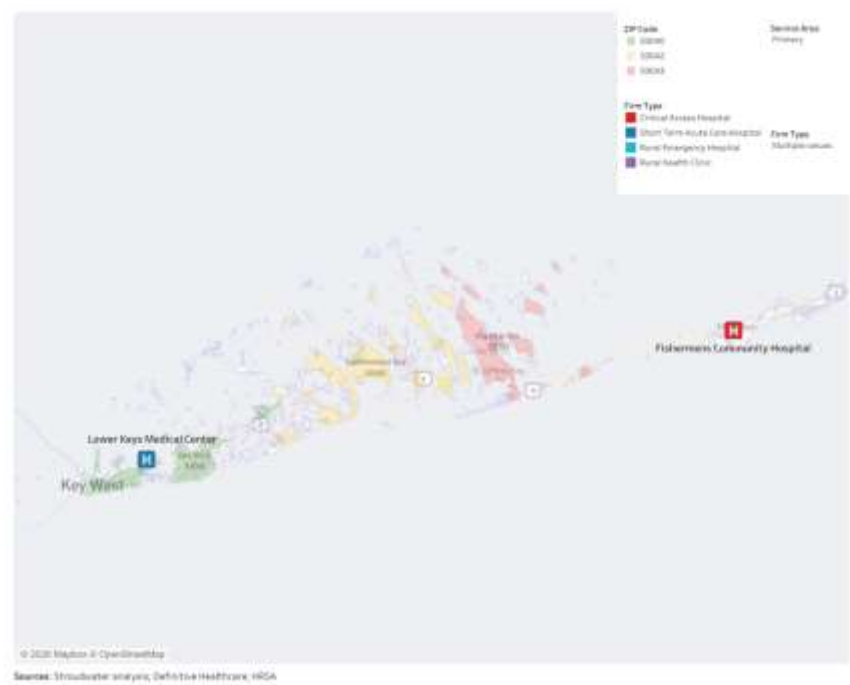 ZIP Code
Service Area
33040
Primary
33042
33043
Firm Type
Critical Access Hospital
Short Term Acute Care Hospital
Firm Type
Rural Emergency Hospital
Multiple values
Rural Health Clinic
Fishermens Community Hospital
Lower Keys Medical Center
Key West
© 2026 Mapbox © OpenStreetMap
Sources: Stroudwater analysis; Definitive Healthcare; HRSA